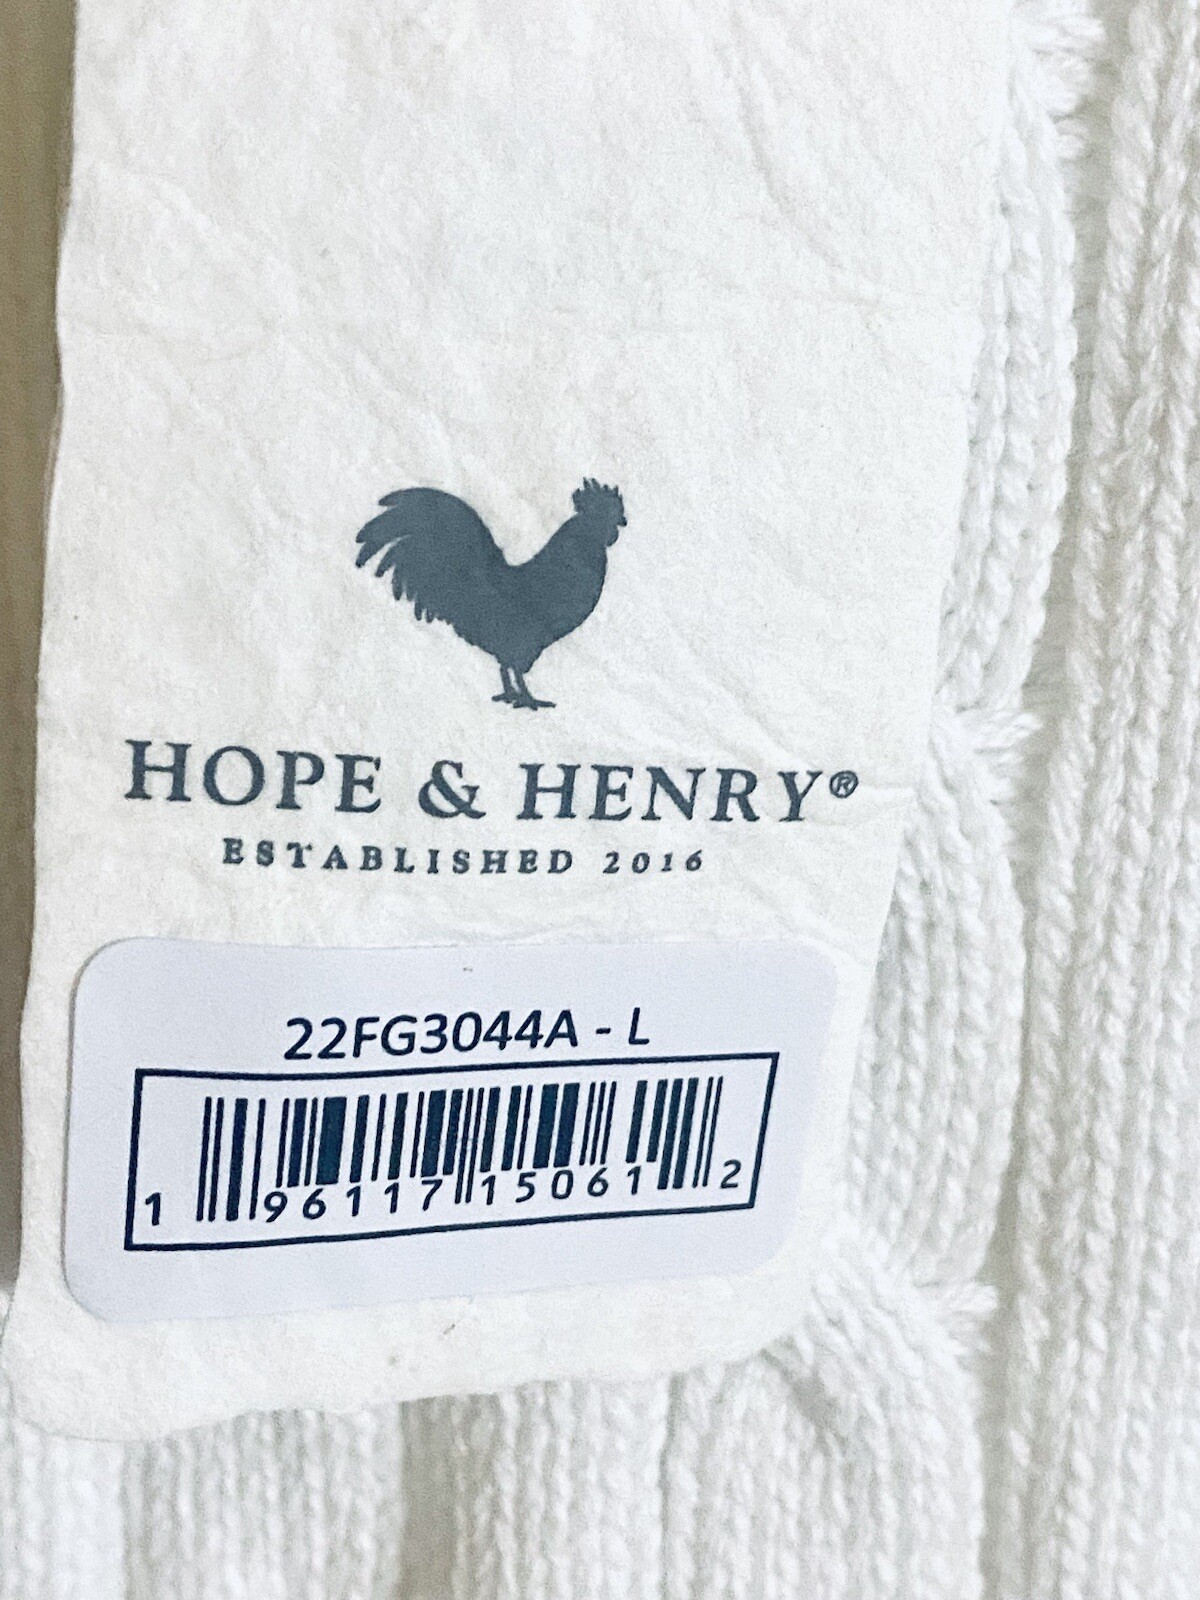 HOPE & HENRY®
ESTABLISHED 2016
22FG3044A - L
1 96117 15061 2